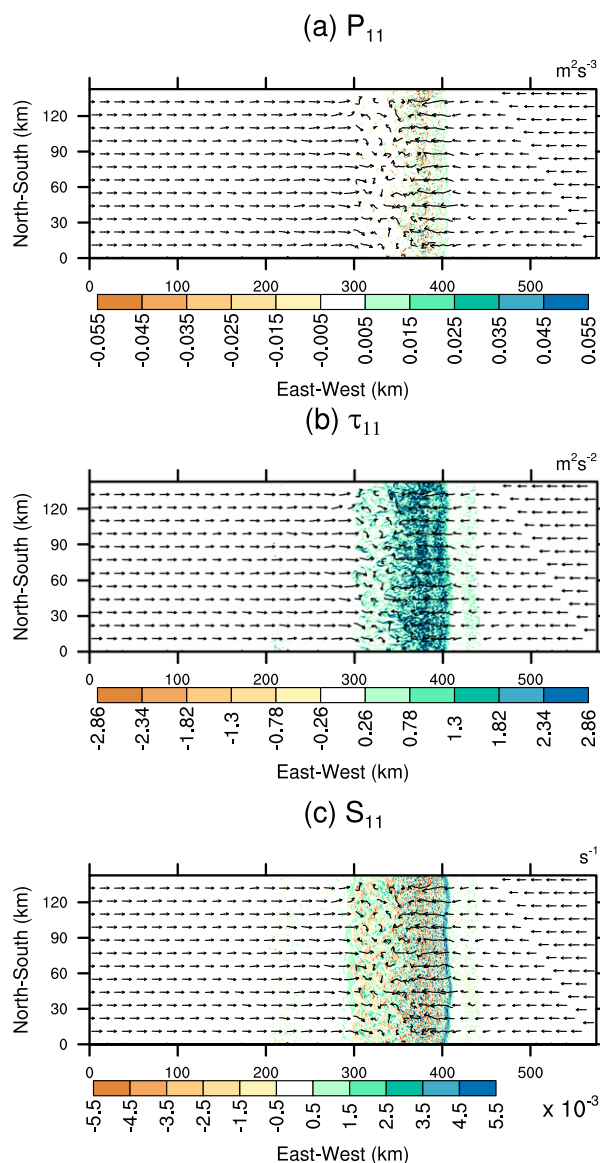 (a) P11
m²s⁻³
North-South (km)
120
90
60
30
0
0 100 200 300 400 500
-0.055 -0.045 -0.035 -0.025 -0.015 -0.005 0.005 0.015 0.025 0.035 0.045 0.055
East-West (km)
(b) τ11
m²s⁻²
North-South (km)
120
90
60
30
0
0 100 200 300 400 500
-2.86 -2.34 -1.82 -1.3 -0.78 -0.26 0.26 0.78 1.3 1.82 2.34 2.86
East-West (km)
(c) S11
s⁻¹
North-South (km)
120
90
60
30
0
0 100 200 300 400 500
-5.5 -4.5 -3.5 -2.5 -1.5 -0.5 0.5 1.5 2.5 3.5 4.5 5.5 x 10⁻³
East-West (km)